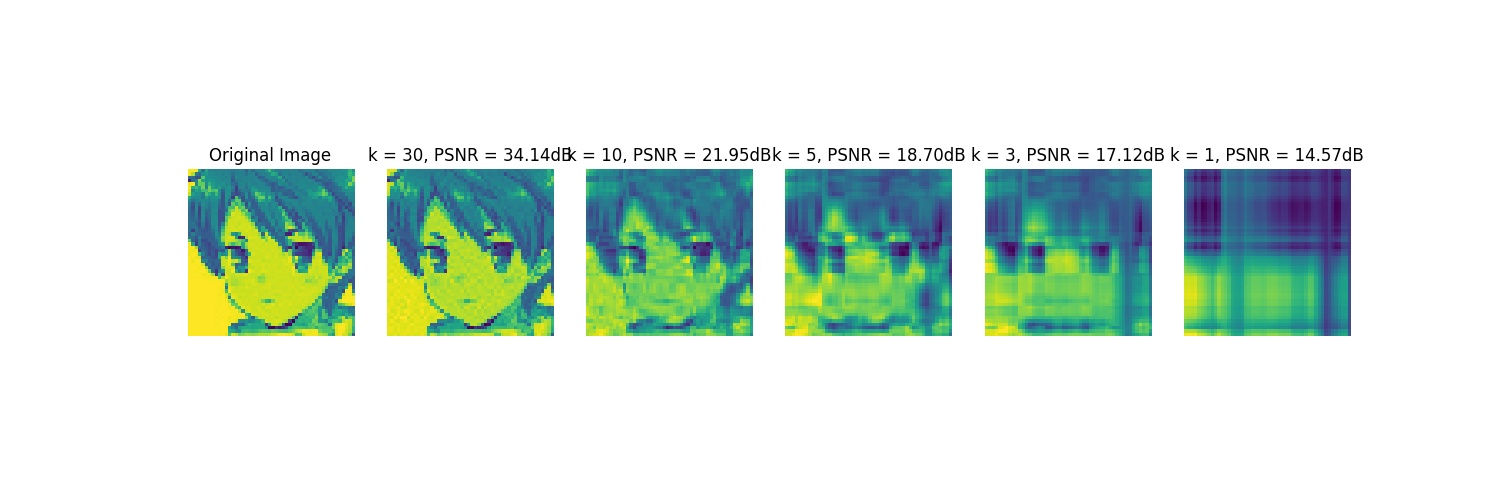 Original Image
k = 30, PSNR = 34.14dB
k = 10, PSNR = 21.95dB
k = 5, PSNR = 18.70dB
k = 3, PSNR = 17.12dB
k = 1, PSNR = 14.57dB